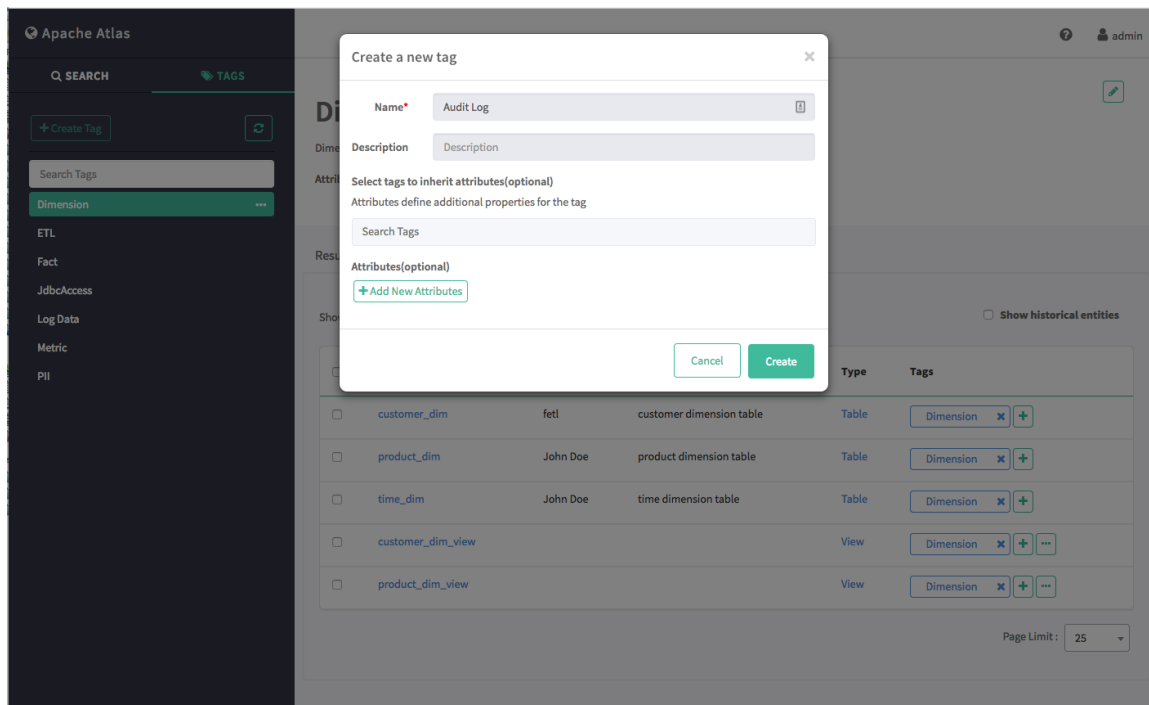 Apache Atlas
admin
SEARCH
TAGS
+ Create Tag
Search Tags
Dimension
ETL
Fact
JdbcAccess
Log Data
Metric
PII
Create a new tag
Name*
Audit Log
Description
Description
Select tags to inherit attributes(optional)
Attributes define additional properties for the tag
Search Tags
Attributes(optional)
+ Add New Attributes
Cancel
Create
Di
Dime
Attril
Resu
Show historical entities
Type Tags
customer_dim fetl customer dimension table Table Dimension
product_dim John Doe product dimension table Table Dimension
time_dim John Doe time dimension table Table Dimension
customer_dim_view View Dimension
product_dim_view View Dimension
Page Limit : 25